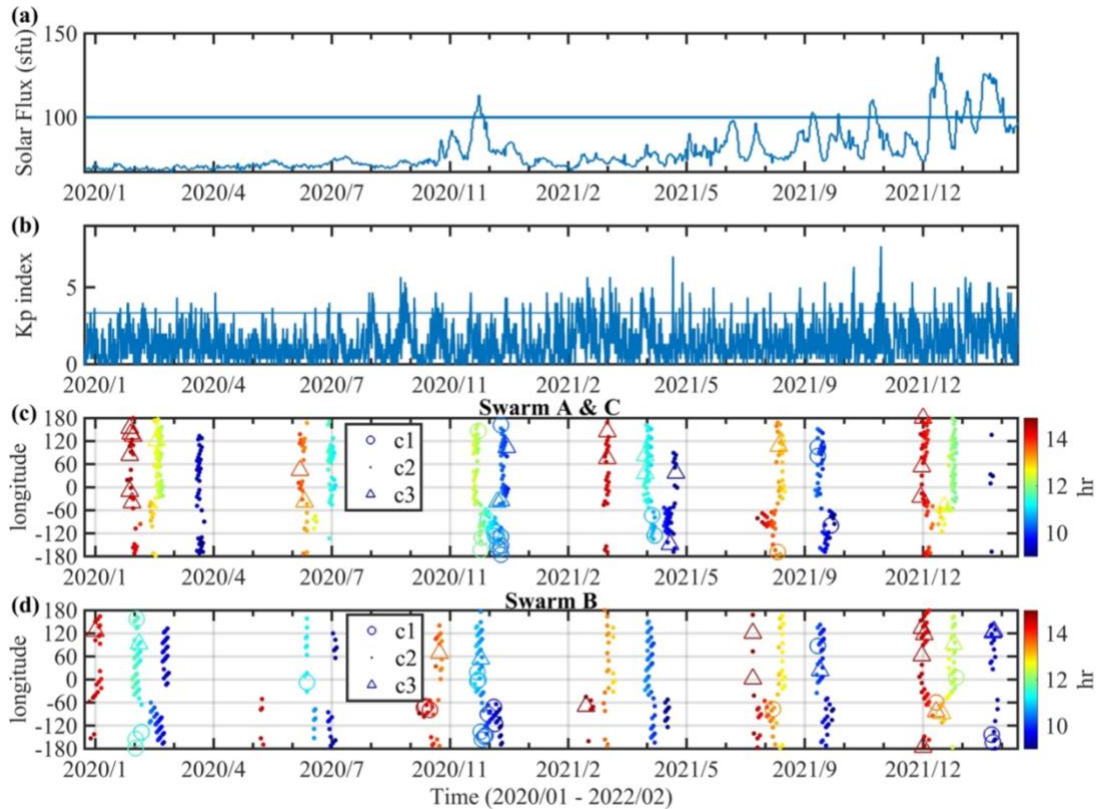 (a)
150
100
Solar Flux (sfu)
2020/1 2020/4 2020/7 2020/11 2021/2 2021/5 2021/9 2021/12
(b)
5
0
Kp index
2020/1 2020/4 2020/7 2020/11 2021/2 2021/5 2021/9 2021/12
(c)
Swarm A & C
180
120
60
0
-60
-120
-180
longitude
c1
c2
c3
14
12
10
hr
2020/1 2020/4 2020/7 2020/11 2021/2 2021/5 2021/9 2021/12
(d)
Swarm B
180
120
60
0
-60
-120
-180
longitude
c1
c2
c3
14
12
10
hr
2020/1 2020/4 2020/7 2020/11 2021/2 2021/5 2021/9 2021/12
Time (2020/01 - 2022/02)